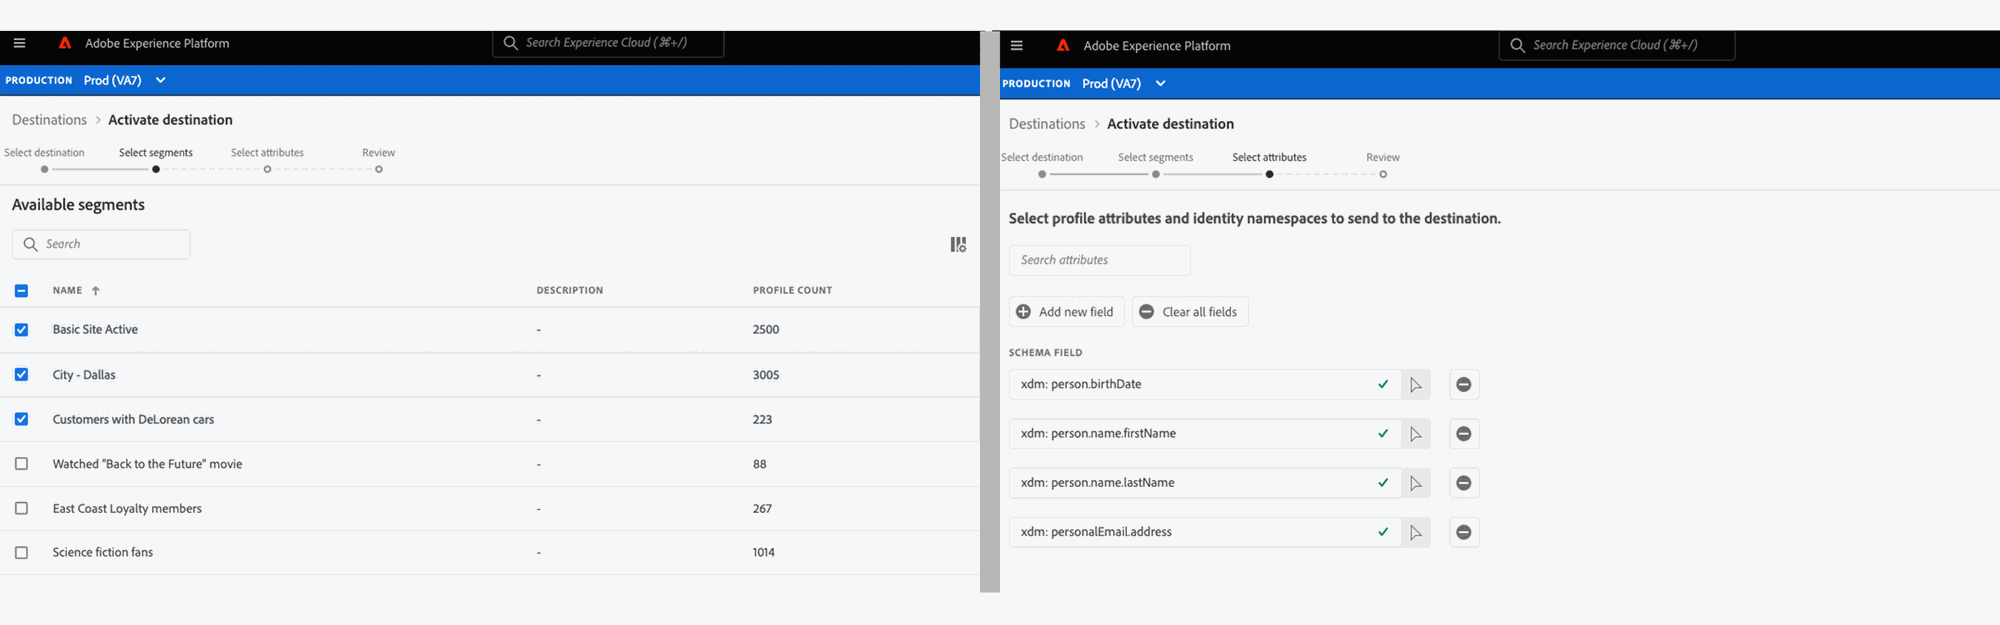 Adobe Experience Platform
Search Experience Cloud (⌘+/)
PRODUCTION Prod (VA7)
Destinations > Activate destination
Select destination Select segments Select attributes Review
Available segments
Search
NAME ↑ DESCRIPTION PROFILE COUNT
Basic Site Active - 2500
City - Dallas - 3005
Customers with DeLorean cars - 223
Watched "Back to the Future" movie - 88
East Coast Loyalty members - 267
Science fiction fans - 1014
Adobe Experience Platform
Search Experience Cloud (⌘+/)
PRODUCTION Prod (VA7)
Destinations > Activate destination
Select destination Select segments Select attributes Review
Select profile attributes and identity namespaces to send to the destination.
Search attributes
Add new field Clear all fields
SCHEMA FIELD
xdm: person.birthDate
xdm: person.name.firstName
xdm: person.name.lastName
xdm: personalEmail.address